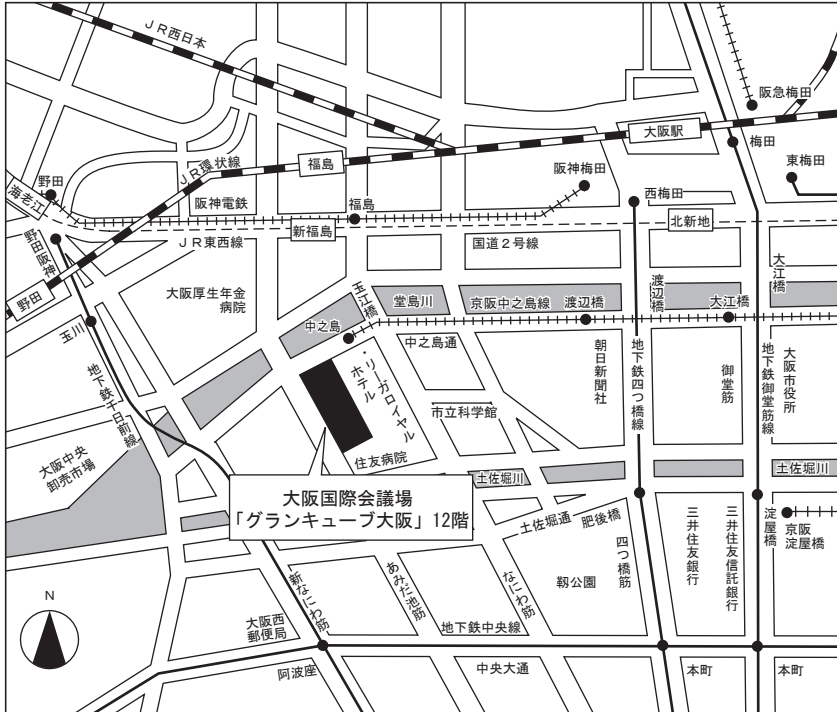 JR西日本
阪急梅田
大阪駅
梅田
東梅田
JR環状線
福島
阪神梅田
野田
海老江
阪神電鉄
福島
西梅田
北新地
新福島
JR東西線
国道2号線
野田阪神
野田
大阪厚生年金
病院
玉江橋
堂島川
京阪中之島線
渡辺橋
渡辺橋
大江橋
大江橋
玉川
中之島
中之島通
地下鉄千日前線
・リーガロイヤル
ホテル
市立科学館
朝日新聞社
地下鉄四つ橋線
御堂筋
地下鉄御堂筋線
大阪市役所
大阪中央
卸売市場
住友病院
土佐堀川
土佐堀川
大阪国際会議場
「グランキューブ大阪」12階
土佐堀通
肥後橋
四つ橋筋
三井住友銀行
三井住友信託銀行
淀屋橋
京阪
淀屋橋
新なにわ筋
あみだ池筋
なにわ筋
靱公園
N
大阪西
郵便局
地下鉄中央線
阿波座
中央大通
本町
本町